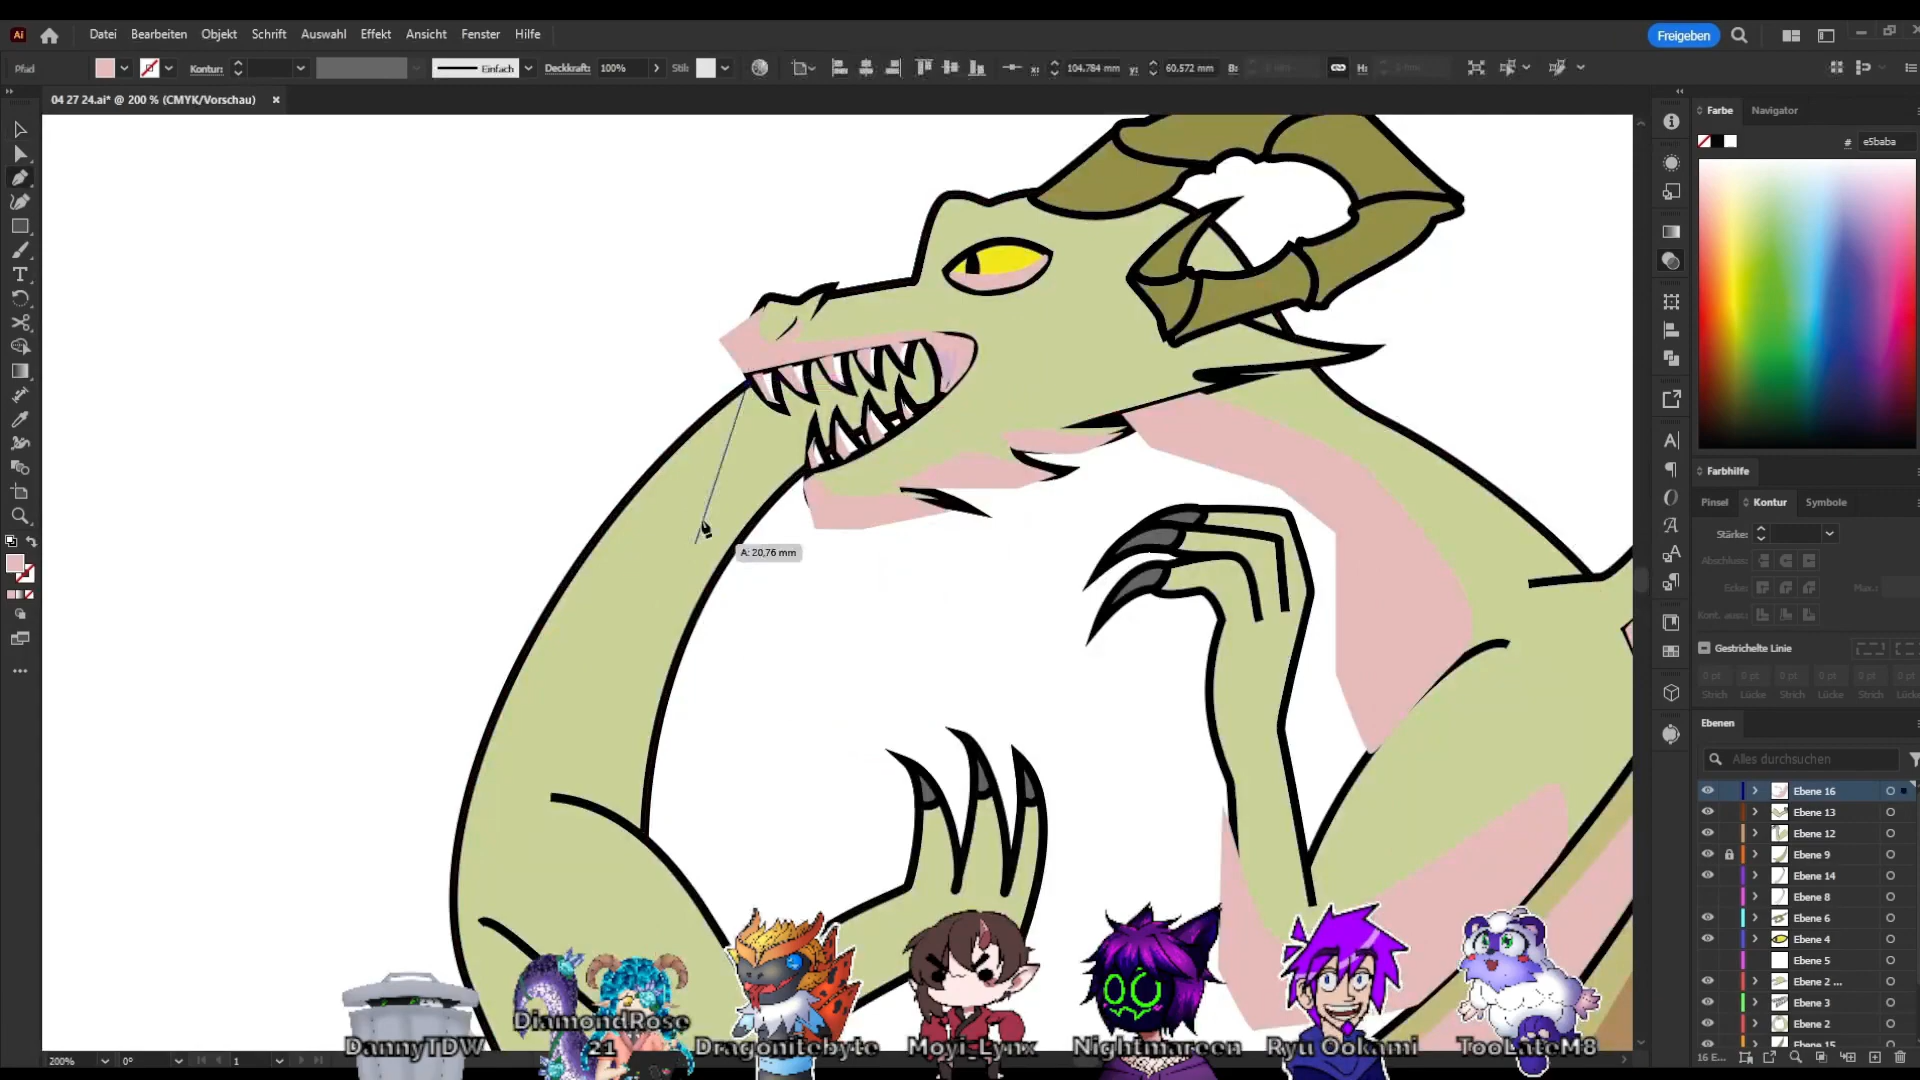 Ai Datei Bearbeiten Objekt Schrift Auswahl Effekt Ansicht Fenster Hilfe Freigeben
Pfad Kontur: Einfach Deckkraft: 100% Stil: x: 104.784 mm y: 60,572 mm B: H:
04 27 24.ai* @ 200 % (CMYK/Vorschau)
Farbe Navigator
# e5baba
A: 20,76 mm
Farbhilfe
Pinsel Kontur Symbole
Stärke:
Abschluss:
Ecke: Max.:
Kont. ausr.:
Gestrichelte Linie
0 pt 0 pt 0 pt 0 pt 0 pt
Strich Lücke Strich Lücke Strich
Ebenen
Alles durchsuchen
Ebene 16
Ebene 13
Ebene 12
Ebene 9
Ebene 14
Ebene 8
Ebene 6
Ebene 4
Ebene 5
Ebene 2 ...
Ebene 3
Ebene 2
Ebene 15
16 E...
DannyTDW
DiamondRose
21
Dragonitebyte
Moyi_Lynx
Nightmareen
Ryu Ookami
TooLateM8
200% 0° 1